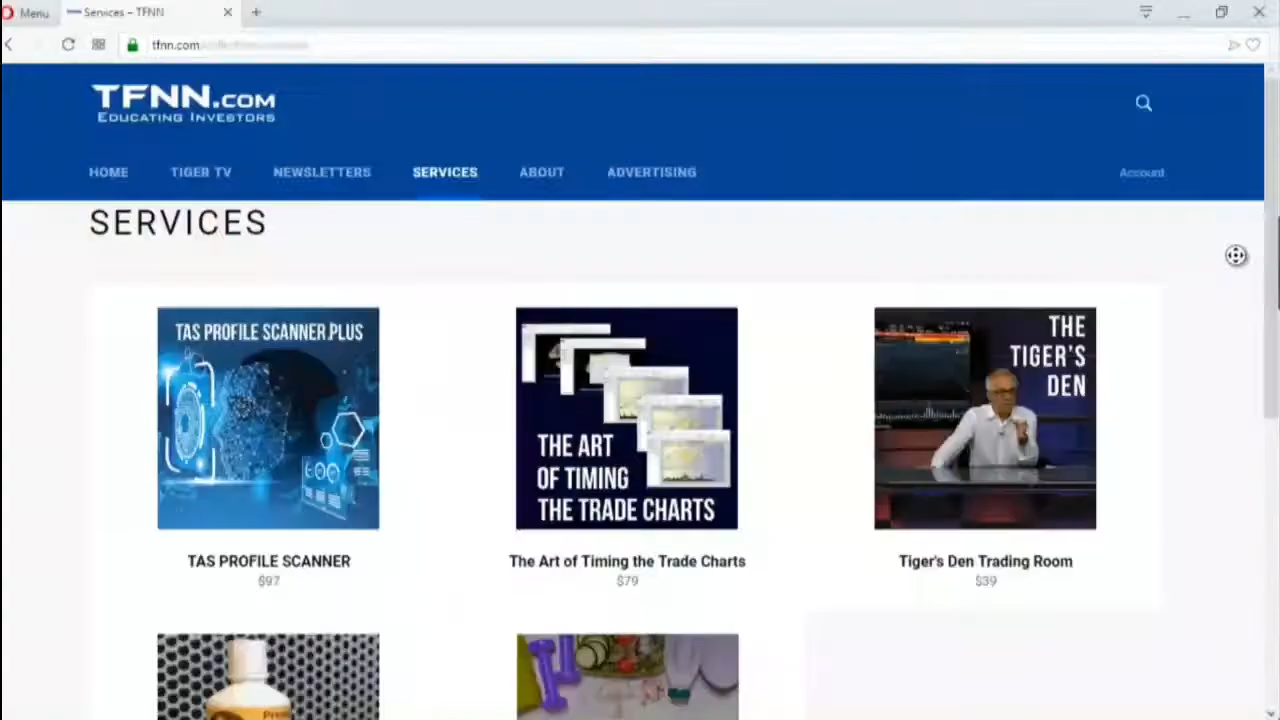 Menu
Services – TFNN
tfnn.com
TFNN.COM
EDUCATING INVESTORS
HOME
TIGER TV
NEWSLETTERS
SERVICES
ABOUT
ADVERTISING
Account
SERVICES
TAS PROFILE SCANNER PLUS
THE ART
OF TIMING
THE TRADE CHARTS
THE
TIGER'S
DEN
TAS PROFILE SCANNER
$97
The Art of Timing the Trade Charts
$79
Tiger's Den Trading Room
$39